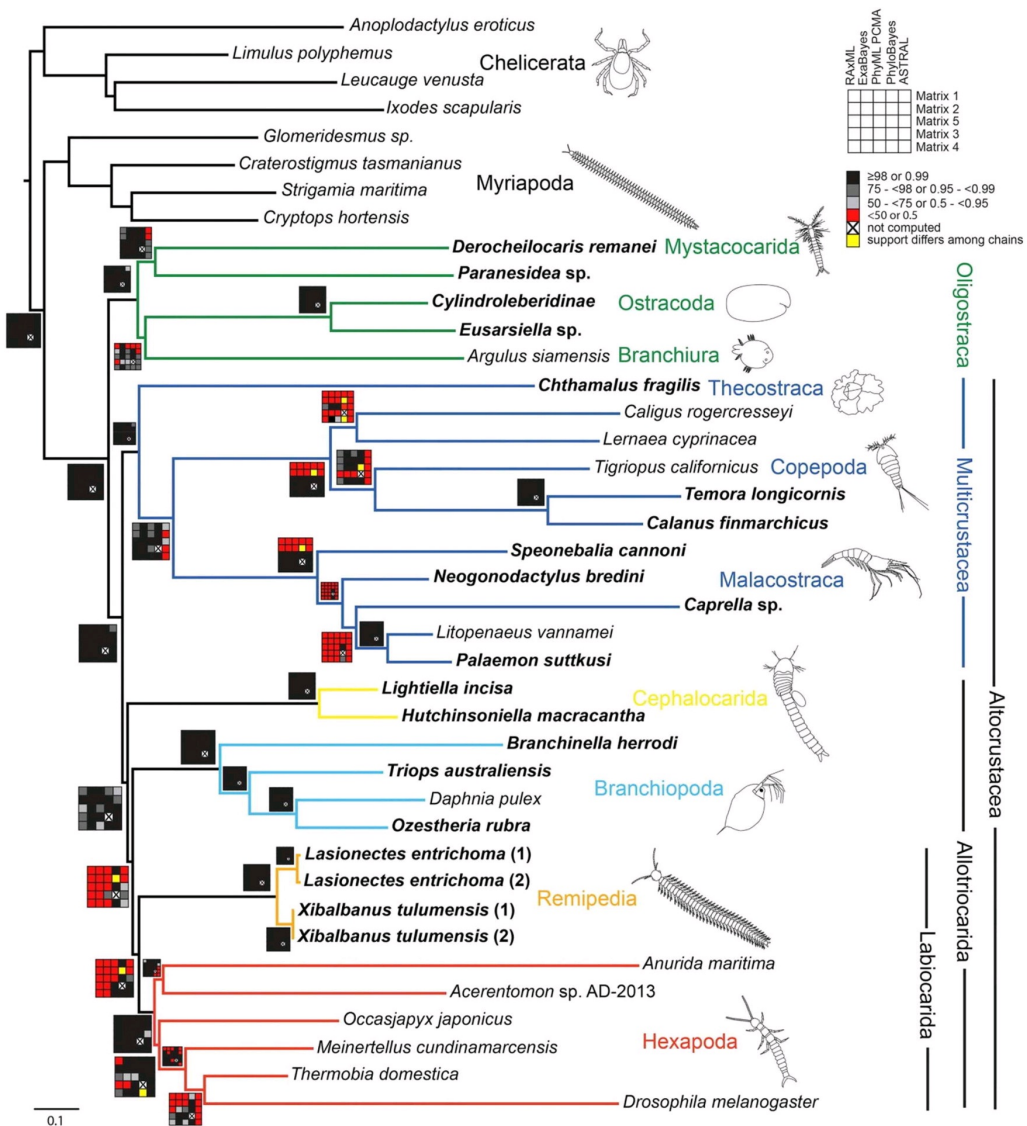 Anoplodactylus eroticus
Limulus polyphemus
Leucauge venusta
Ixodes scapularis
Chelicerata
Glomeridesmus sp.
Craterostigmus tasmanianus
Strigamia maritima
Cryptops hortensis
Myriapoda
RAxML
ExaBayes
PhyML PCMA
PhyloBayes
ASTRAL
Matrix 1
Matrix 2
Matrix 5
Matrix 3
Matrix 4
≥98 or 0.99
75 - <98 or 0.95 - <0.99
50 - <75 or 0.5 - <0.95
<50 or 0.5
not computed
support differs among chains
Derocheilocaris remanei Mystacocarida
Paranesidea sp.
Cylindroleberidinae
Ostracoda
Eusarsiella sp.
Argulus siamensis Branchiura
Oligostraca
Chthamalus fragilis Thecostraca
Caligus rogercresseyi
Lernaea cyprinacea
Tigriopus californicus Copepoda
Temora longicornis
Calanus finmarchicus
Speonebalia cannoni
Neogonodactylus bredini Malacostraca
Caprella sp.
Litopenaeus vannamei
Palaemon suttkusi
Multicrustacea
Lightiella incisa
Cephalocarida
Hutchinsoniella macracantha
Altocrustacea
Branchinella herrodi
Triops australiensis
Branchiopoda
Daphnia pulex
Ozestheria rubra
Lasionectes entrichoma (1)
Lasionectes entrichoma (2)
Remipedia
Xibalbanus tulumensis (1)
Xibalbanus tulumensis (2)
Allotriocarida
Labiocarida
Anurida maritima
Acerentomon sp. AD-2013
Occasjapyx japonicus
Hexapoda
Meinertellus cundinamarcensis
Thermobia domestica
Drosophila melanogaster
0.1